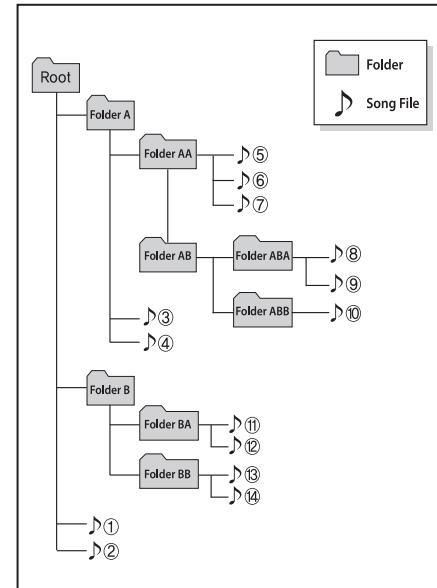 Root
Folder
Song File
Folder A
Folder AA
⑤
⑥
⑦
Folder AB
Folder ABA
⑧
⑨
Folder ABB
⑩
③
④
Folder B
Folder BA
⑪
⑫
Folder BB
⑬
⑭
①
②